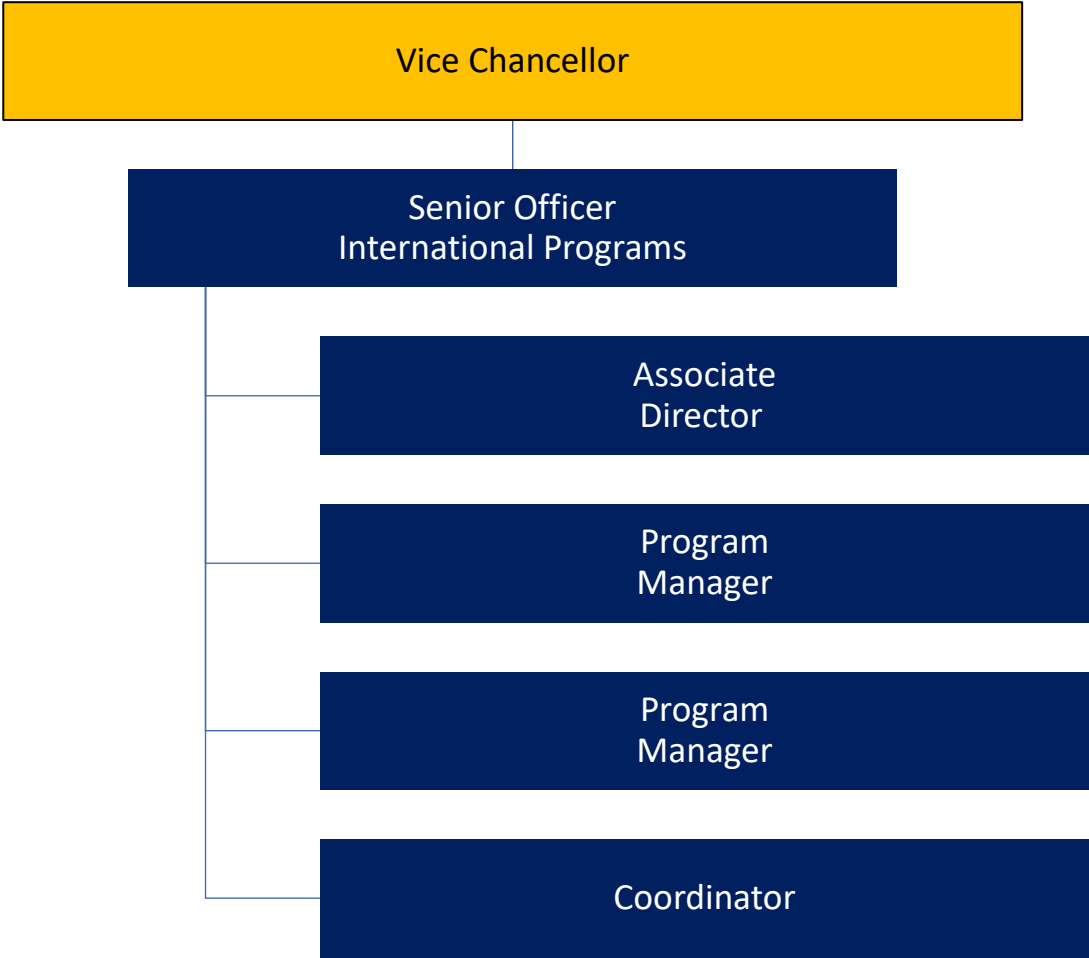 Vice Chancellor
Senior Officer
International Programs
Associate
Director
Program
Manager
Program
Manager
Coordinator